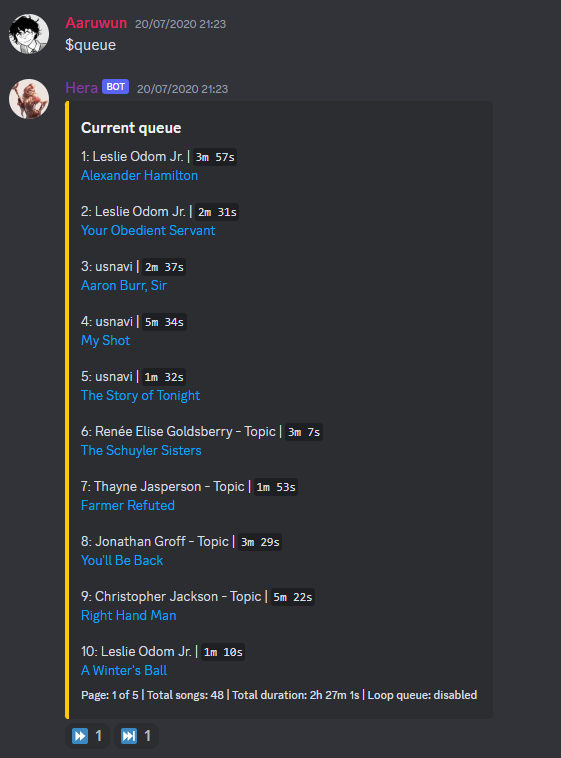 Aaruwun 20/07/2020 21:23
$queue
Hera BOT 20/07/2020 21:23
Current queue
1: Leslie Odom Jr. | 3m 57s
Alexander Hamilton
2: Leslie Odom Jr. | 2m 31s
Your Obedient Servant
3: usnavi | 2m 37s
Aaron Burr, Sir
4: usnavi | 5m 34s
My Shot
5: usnavi | 1m 32s
The Story of Tonight
6: Renée Elise Goldsberry - Topic | 3m 7s
The Schuyler Sisters
7: Thayne Jasperson - Topic | 1m 53s
Farmer Refuted
8: Jonathan Groff - Topic | 3m 29s
You'll Be Back
9: Christopher Jackson - Topic | 5m 22s
Right Hand Man
10: Leslie Odom Jr. | 1m 10s
A Winter's Ball
Page: 1 of 5 | Total songs: 48 | Total duration: 2h 27m 1s | Loop queue: disabled
1 1